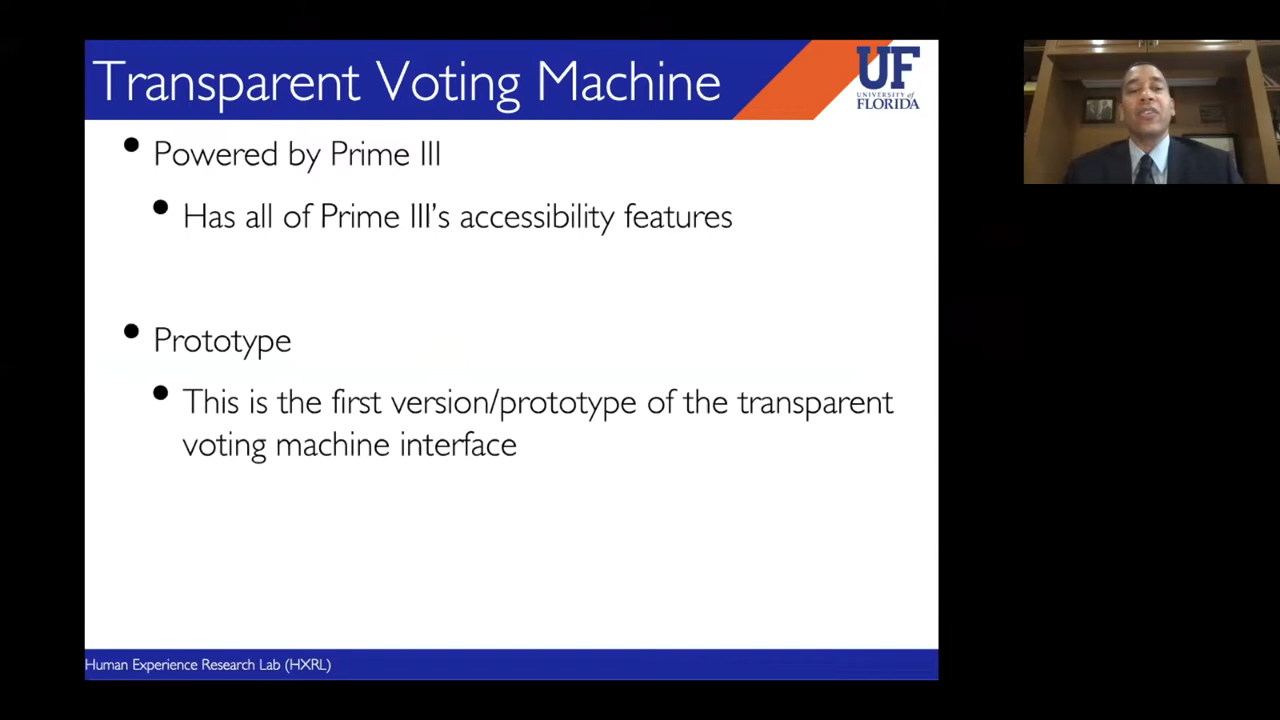 Transparent Voting Machine
UF
UNIVERSITY of
FLORIDA
• Powered by Prime III
• Has all of Prime III's accessibility features
• Prototype
• This is the first version/prototype of the transparent
voting machine interface
Human Experience Research Lab (HXRL)